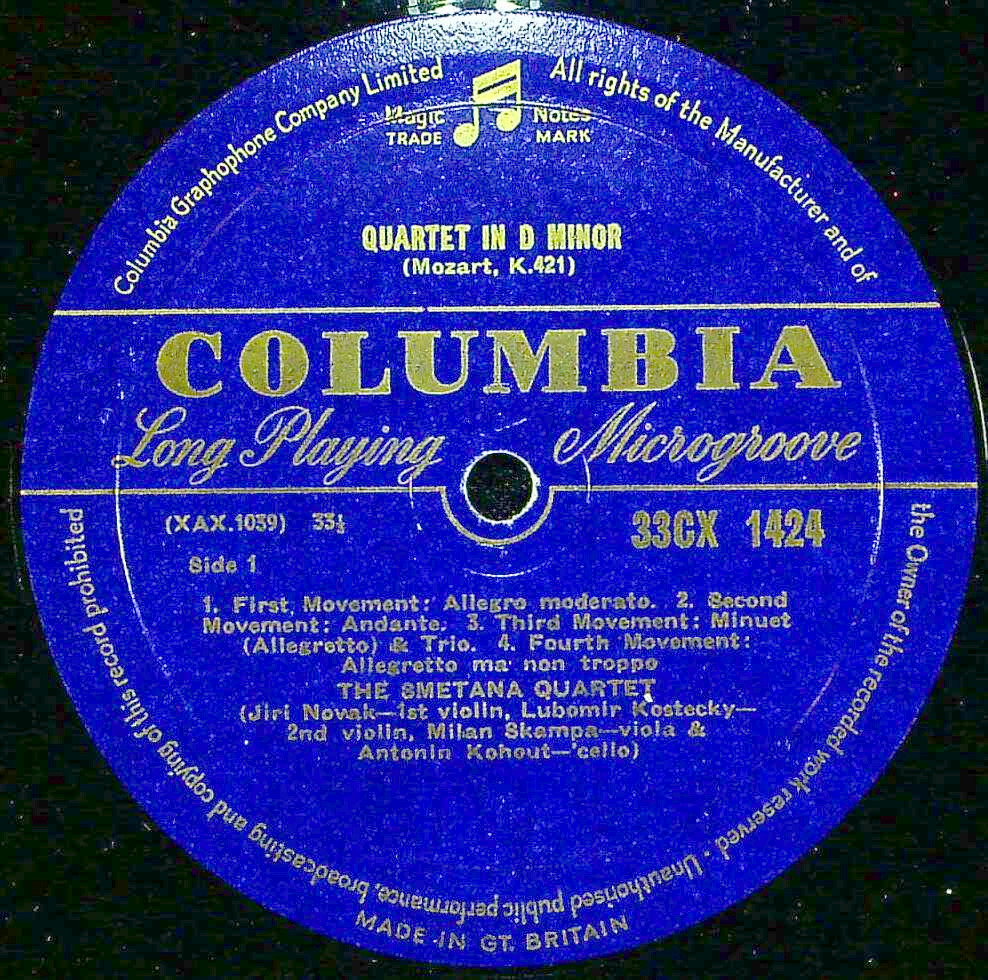 Columbia Graphophone Company Limited
All rights of the Manufacturer and of
the Owner of the recorded work reserved · Unauthorised public performance, broadcasting and copying of this record prohibited
Magic Notes
TRADE MARK
QUARTET IN D MINOR
(Mozart, K.421)
COLUMBIA
Long Playing Microgroove
(XAX.1039) 33⅓
33CX 1424
Side 1
1. First Movement: Allegro moderato. 2. Second
Movement: Andante. 3. Third Movement: Minuet
(Allegretto) & Trio. 4. Fourth Movement:
Allegretto ma non troppo
THE SMETANA QUARTET
(Jiri Novak—1st violin, Lubomir Kostecky—
2nd violin, Milan Skampa—viola &
Antonin Kohout—'cello)
MADE IN GT. BRITAIN